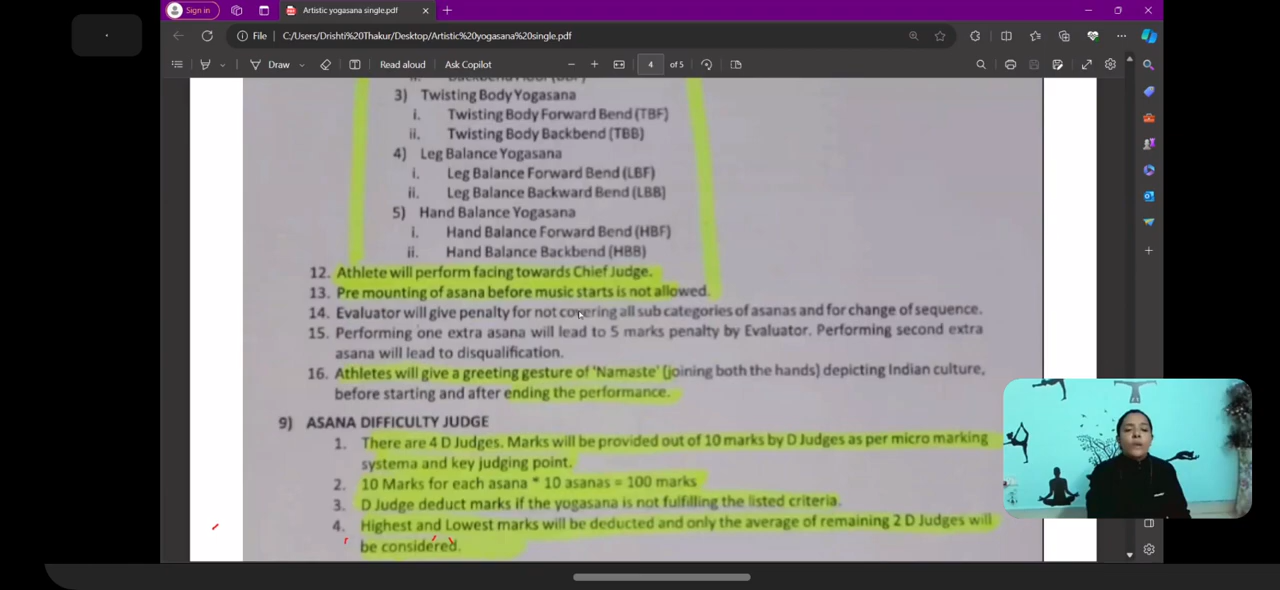 Sign in
Artistic yogasana single.pdf
File
C:/Users/Drishti%20Thakur/Desktop/Artistic%20yogasana%20single.pdf
Draw
Read aloud
Ask Copilot
4
of 5
3) Twisting Body Yogasana
i. Twisting Body Forward Bend (TBF)
ii. Twisting Body Backbend (TBB)
4) Leg Balance Yogasana
i. Leg Balance Forward Bend (LBF)
ii. Leg Balance Backward Bend (LBB)
5) Hand Balance Yogasana
i. Hand Balance Forward Bend (HBF)
ii. Hand Balance Backbend (HBB)
12. Athlete will perform facing towards Chief Judge.
13. Pre mounting of asana before music starts is not allowed.
14. Evaluator will give penalty for not covering all sub categories of asanas and for change of sequence.
15. Performing one extra asana will lead to 5 marks penalty by Evaluator. Performing second extra
asana will lead to disqualification.
16. Athletes will give a greeting gesture of 'Namaste' (joining both the hands) depicting Indian culture,
before starting and after ending the performance.
9) ASANA DIFFICULTY JUDGE
1. There are 4 D Judges. Marks will be provided out of 10 marks by D Judges as per micro marking
systema and key judging point.
2. 10 Marks for each asana * 10 asanas = 100 marks
3. D Judge deduct marks if the yogasana is not fulfilling the listed criteria.
4. Highest and Lowest marks will be deducted and only the average of remaining 2 D Judges will
be considered.